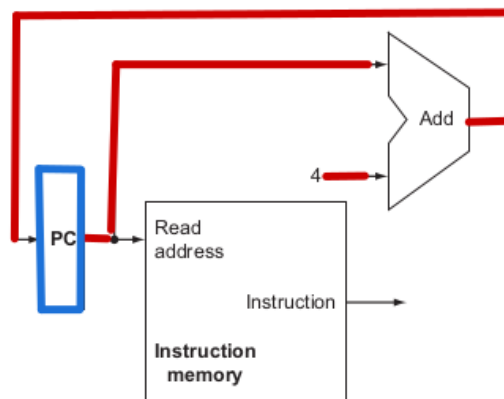 Add
4
PC
Read
address
Instruction
Instruction
memory